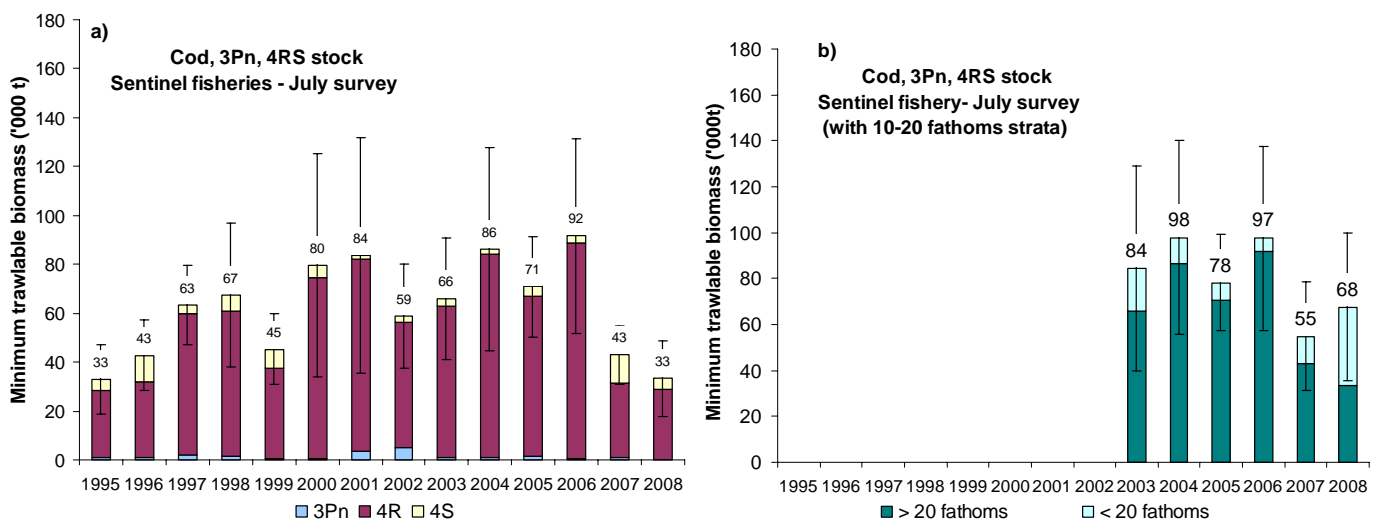 a)
Cod, 3Pn, 4RS stock
Sentinel fisheries - July survey
Minimum trawlable biomass ('000 t)
180
160
140
120
100
80
60
40
20
0
33 43 63 67 45 80 84 59 66 86 71 92 43 33
1995 1996 1997 1998 1999 2000 2001 2002 2003 2004 2005 2006 2007 2008
3Pn 4R 4S
b)
Cod, 3Pn, 4RS stock
Sentinel fishery- July survey
(with 10-20 fathoms strata)
Minimum trawlable biomass ('000t)
180
160
140
120
100
80
60
40
20
0
84 98 78 97 55 68
1995 1996 1997 1998 1999 2000 2001 2002 2003 2004 2005 2006 2007 2008
> 20 fathoms < 20 fathoms